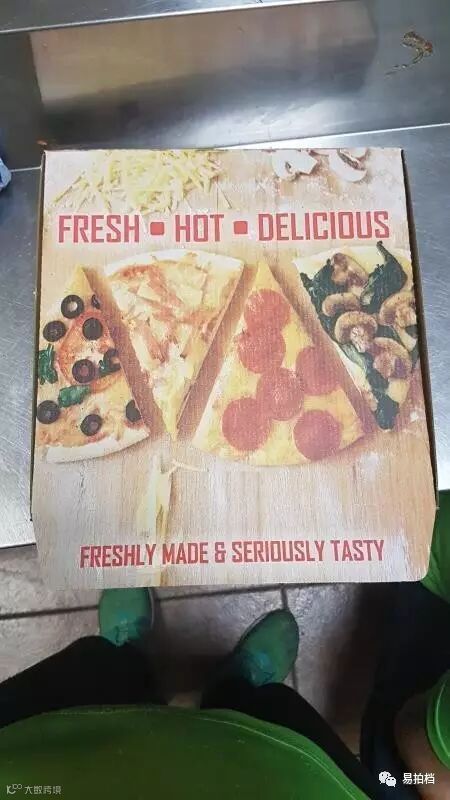 FRESH ▪ HOT ▪ DELICIOUS
FRESHLY MADE & SERIOUSLY TASTY
大数跨境
易拍档